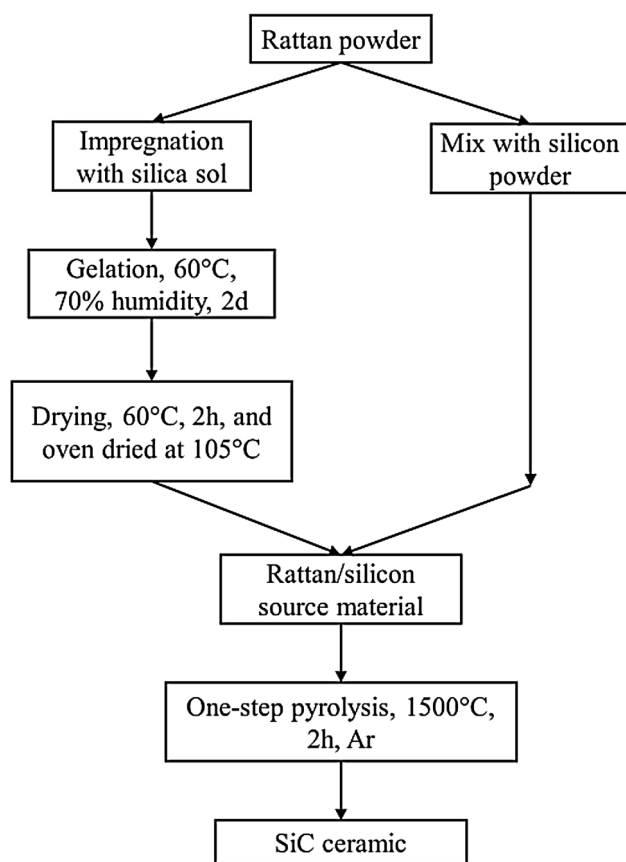 Rattan powder
Impregnation
with silica sol
Mix with silicon
powder
Gelation, 60°C,
70% humidity, 2d
Drying, 60°C, 2h, and
oven dried at 105°C
Rattan/silicon
source material
One-step pyrolysis, 1500°C,
2h, Ar
SiC ceramic